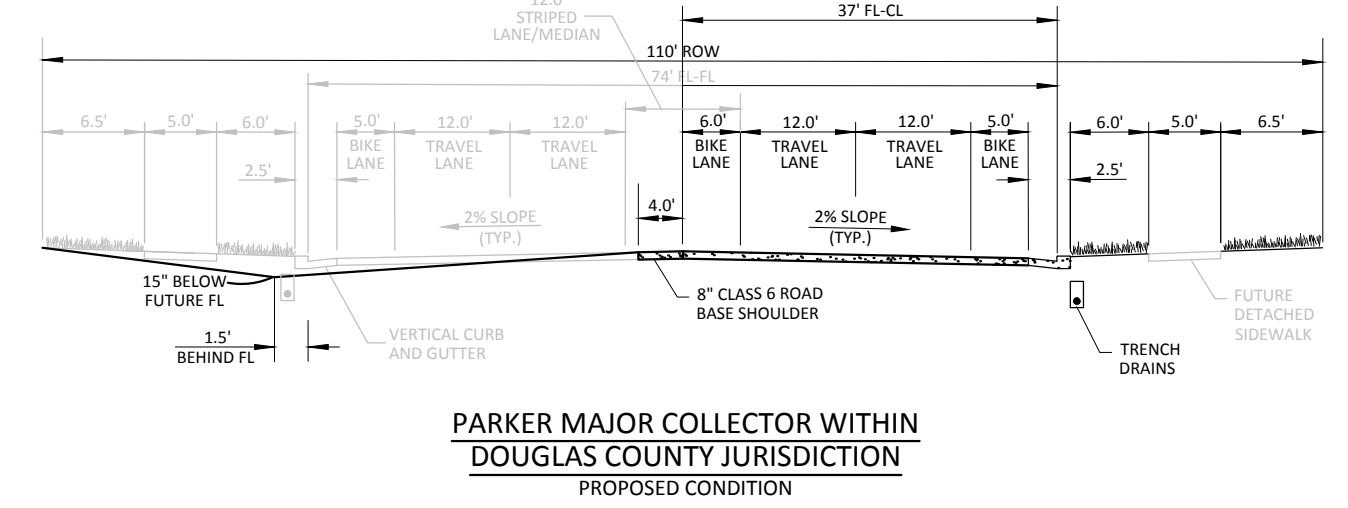 12.0'
STRIPED
LANE/MEDIAN
37' FL-CL
110' ROW
74' FL-FL
6.5' 5.0' 6.0' 5.0' 12.0' 12.0' 6.0' 12.0' 12.0' 5.0' 6.0' 5.0' 6.5'
BIKE TRAVEL TRAVEL BIKE TRAVEL TRAVEL BIKE
LANE LANE LANE LANE LANE LANE LANE
2.5' 2.5'
4.0'
2% SLOPE 2% SLOPE
(TYP.) (TYP.)
15" BELOW
FUTURE FL
8" CLASS 6 ROAD
BASE SHOULDER
FUTURE
DETACHED
SIDEWALK
1.5'
BEHIND FL
VERTICAL CURB
AND GUTTER
TRENCH
DRAINS
PARKER MAJOR COLLECTOR WITHIN
DOUGLAS COUNTY JURISDICTION
PROPOSED CONDITION